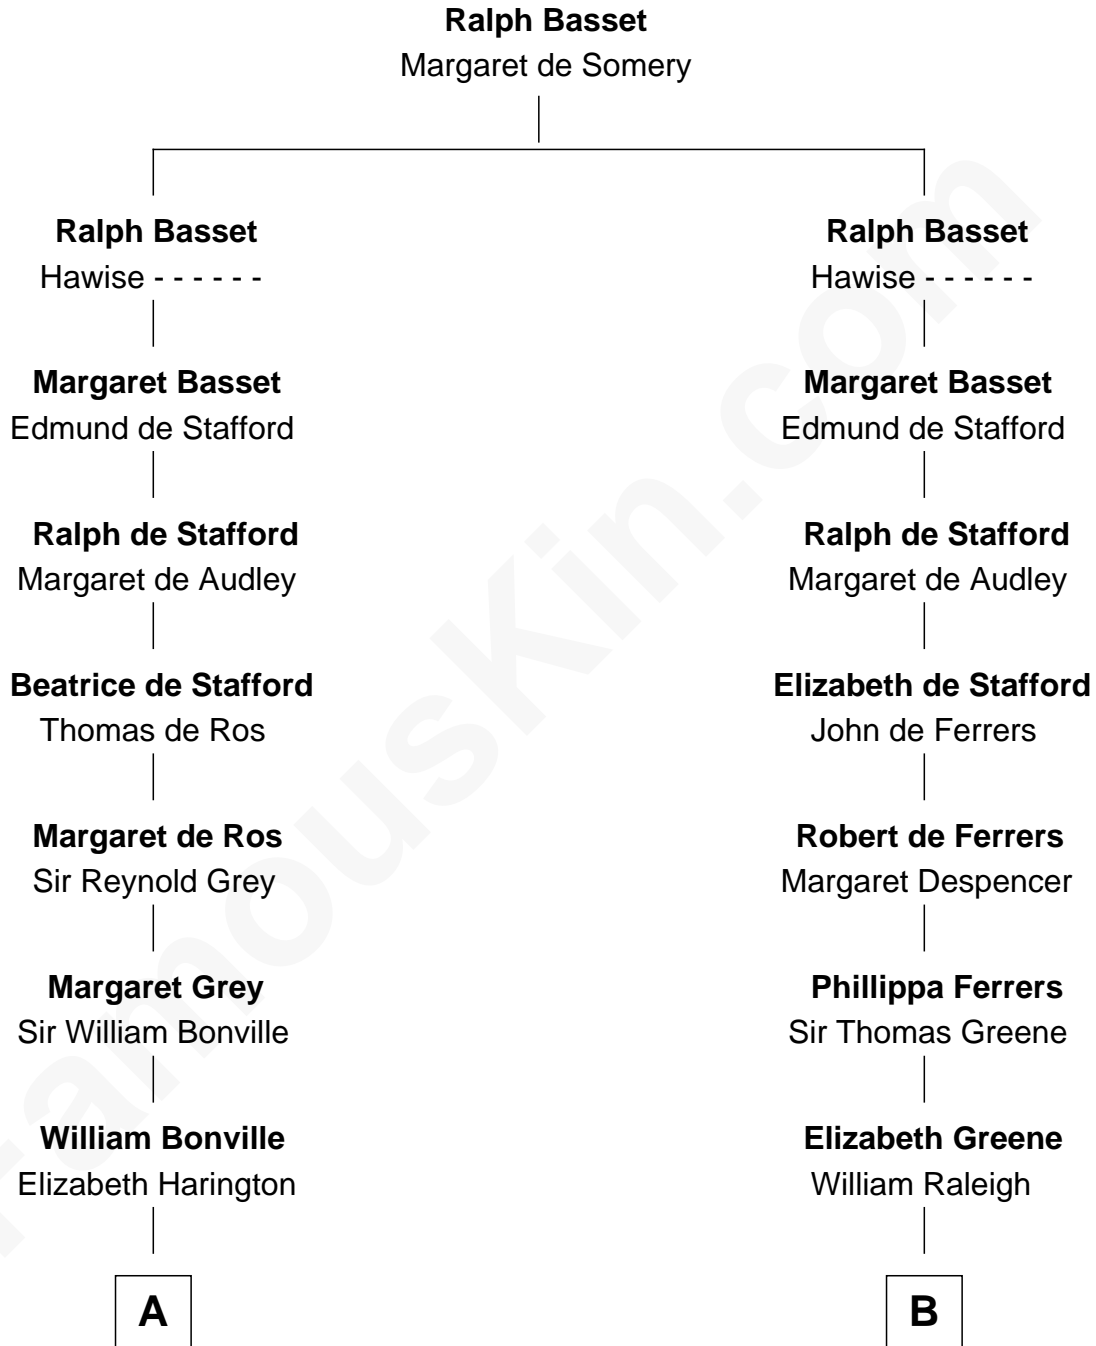 Ralph Basset
Margaret de Somery
Ralph Basset
Hawise - - - - - -
Margaret Basset
Edmund de Stafford
Ralph de Stafford
Margaret de Audley
Beatrice de Stafford
Thomas de Ros
Margaret de Ros
Sir Reynold Grey
Margaret Grey
Sir William Bonville
William Bonville
Elizabeth Harington
A
Ralph Basset
Hawise - - - - - -
Margaret Basset
Edmund de Stafford
Ralph de Stafford
Margaret de Audley
Elizabeth de Stafford
John de Ferrers
Robert de Ferrers
Margaret Despencer
Phillippa Ferrers
Sir Thomas Greene
Elizabeth Greene
William Raleigh
B
FamousKin.com